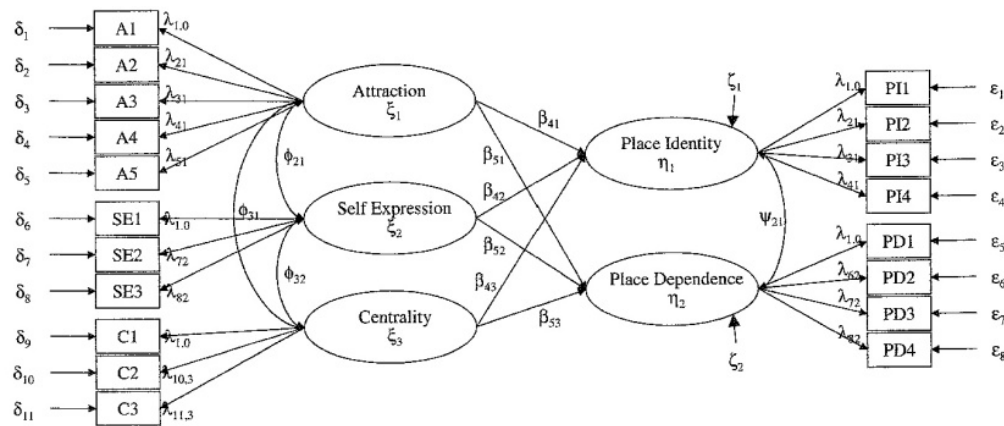 δ₁ A1 λ₁.₀
δ₂ A2 λ₂₁
δ₃ A3 λ₃₁
δ₄ A4 λ₄₁
δ₅ A5 λ₅₁
δ₆ SE1 λ₁.₀
δ₇ SE2 λ₇₂
δ₈ SE3 λ₈₂
δ₉ C1 λ₁.₀
δ₁₀ C2 λ₁₀,₃
δ₁₁ C3 λ₁₁,₃
ϕ₂₁
ϕ₃₁
ϕ₃₂
Attraction
ξ₁
Self Expression
ξ₂
Centrality
ξ₃
β₄₁
β₅₁
β₄₂
β₅₂
β₄₃
β₅₃
ζ₁
Place Identity
η₁
ψ₂₁
Place Dependence
η₂
ζ₂
λ₁.₀ PI1 ε₁
λ₂₁ PI2 ε₂
λ₃₁ PI3 ε₃
λ₄₁ PI4 ε₄
λ₁.₀ PD1 ε₅
λ₆₂ PD2 ε₆
λ₇₂ PD3 ε₇
λ₈₂ PD4 ε₈